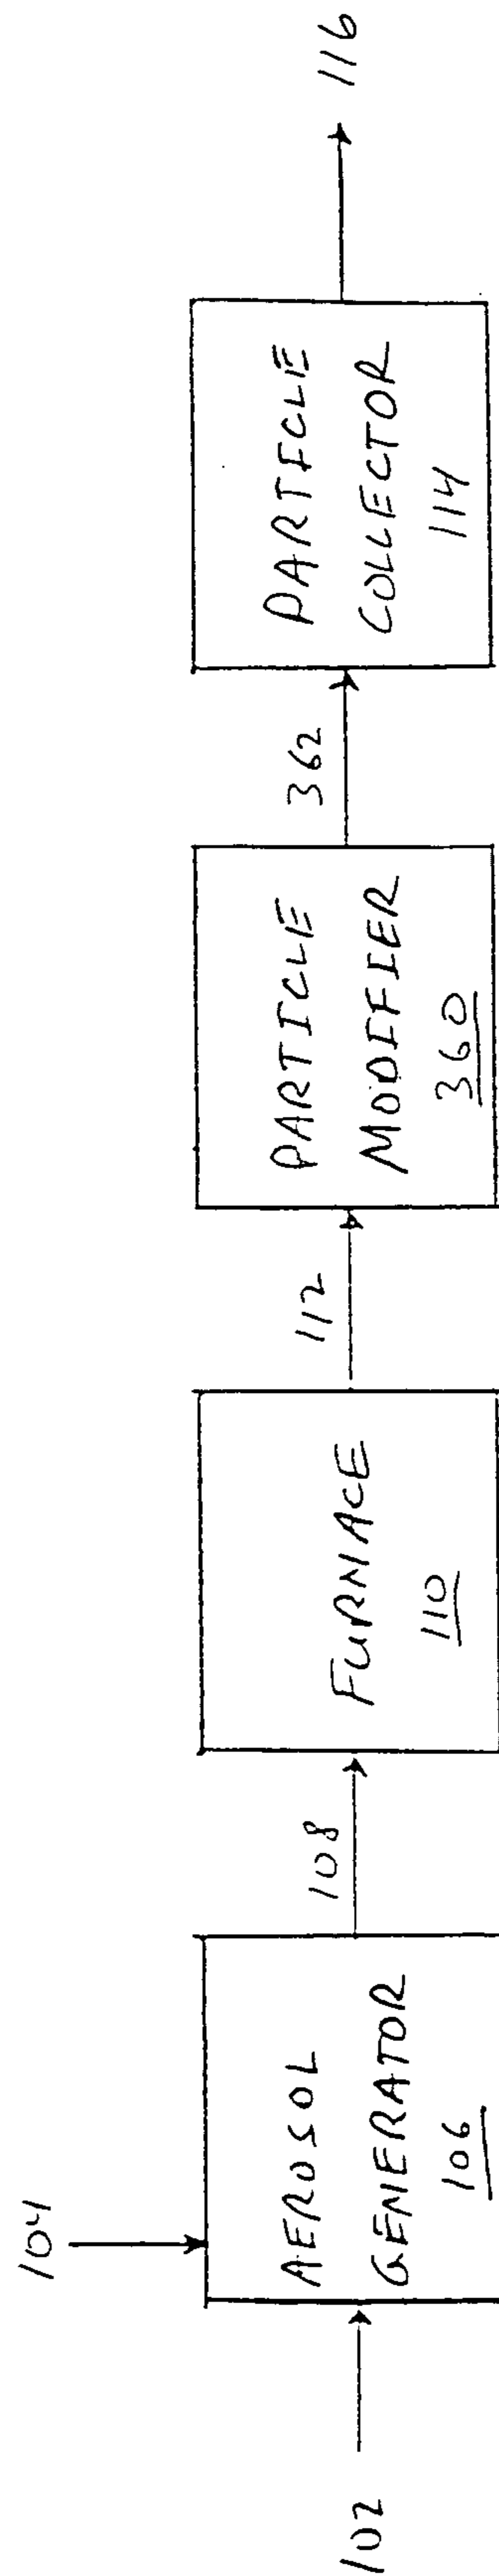 104
102
AEROSOL
GENERATOR
106
108
FURNACE
110
112
PARTICLE
MODIFIER
360
362
PARTICLE
COLLECTOR
114
116